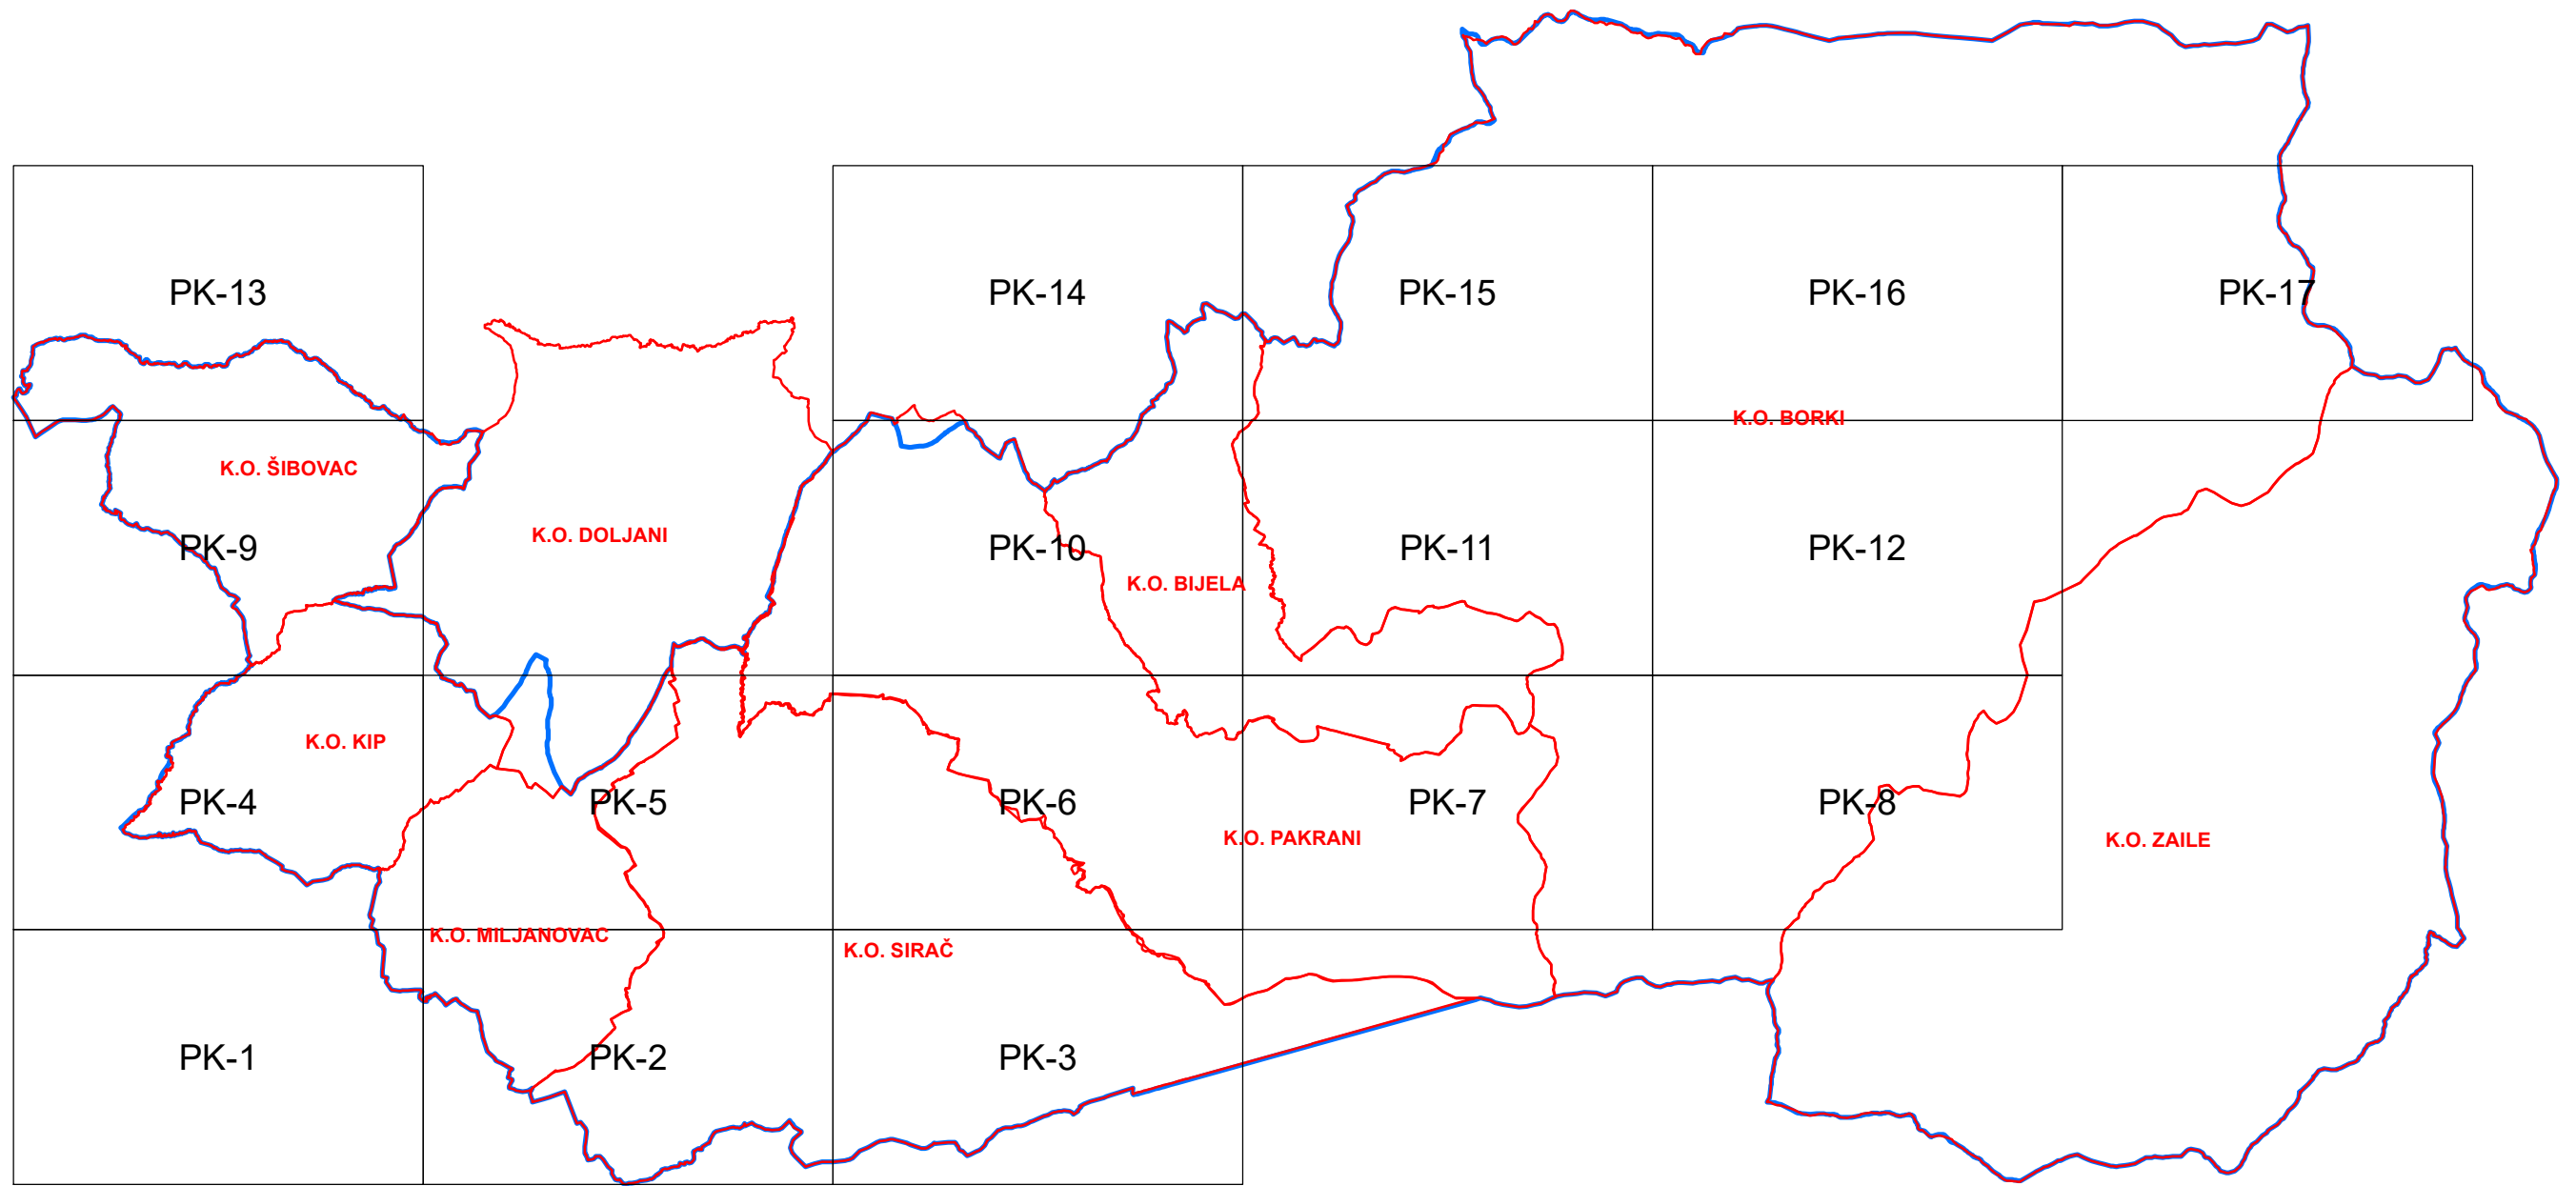 PK-13
PK-14
PK-15
PK-16
PK-17
K.O. BORKI
K.O. ŠIBOVAC
K.O. DOLJANI
PK-9
PK-10
PK-11
PK-12
K.O. BIJELA
K.O. KIP
PK-4
PK-5
PK-6
PK-7
PK-8
K.O. PAKRANI
K.O. ZAILE
K.O. MILJANOVAC
K.O. SIRAČ
PK-1
PK-2
PK-3